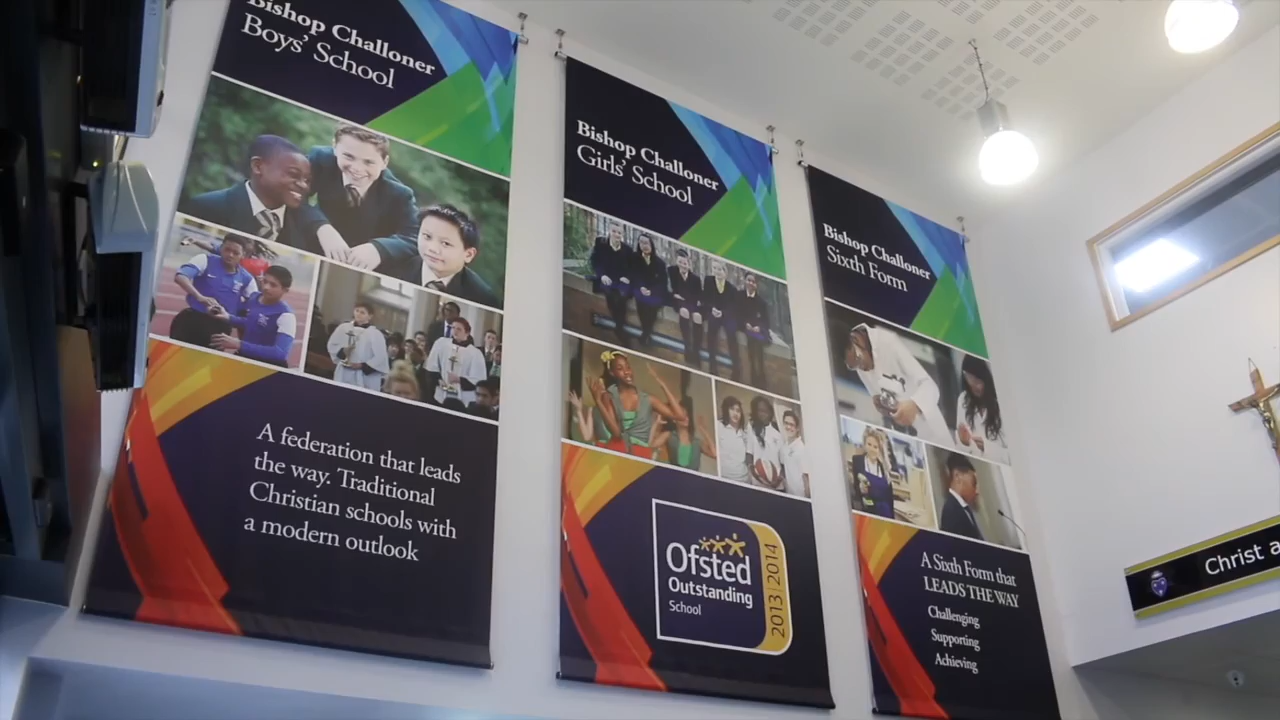 Bishop Challoner
Boys' School
A federation that leads
the way. Traditional
Christian schools with
a modern outlook
Bishop Challoner
Girls' School
Ofsted
Outstanding
School
2013|2014
Bishop Challoner
Sixth Form
A Sixth Form that
LEADS THE WAY
Challenging
Supporting
Achieving
Christ a